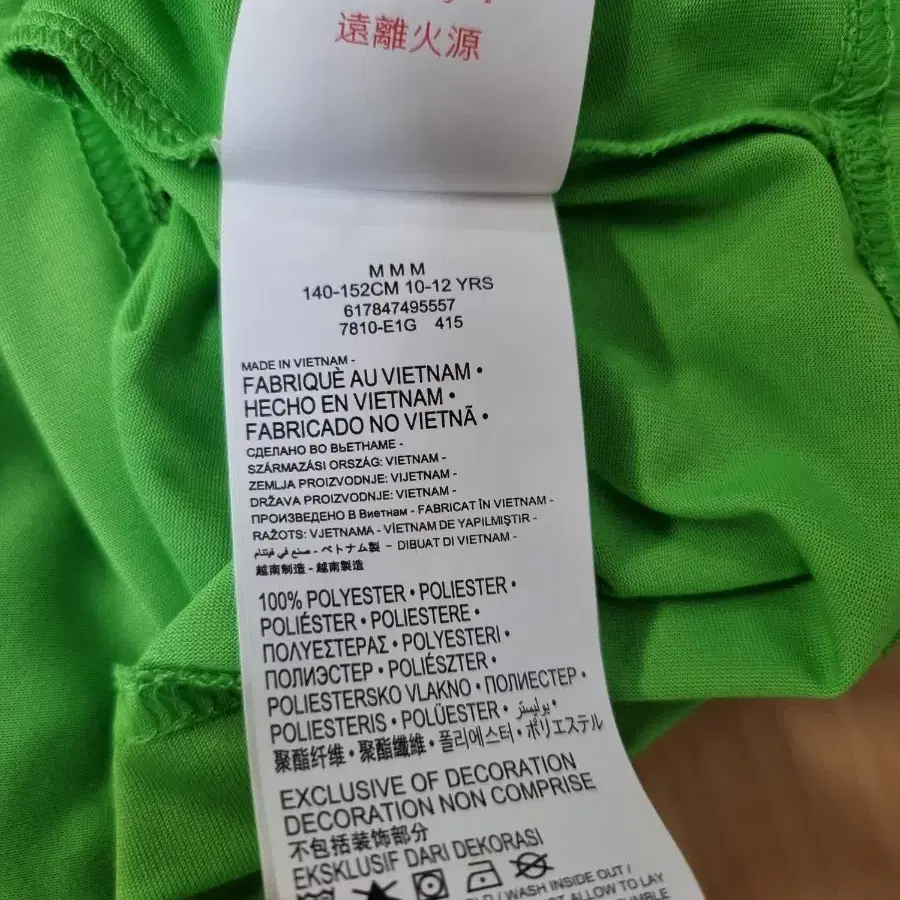 遠離火源
M M M
140-152CM 10-12 YRS
617847495557
7810-E1G 415
MADE IN VIETNAM -
FABRIQUÈ AU VIETNAM •
HECHO EN VIETNAM •
FABRICADO NO VIETNÃ •
СДЕЛАНО ВО ВЬЕТНАМЕ -
SZÁRMAZÁSI ORSZÁG: VIETNAM -
ZEMLJA PROIZVODNJE: VIJETNAM -
DRŽAVA PROIZVODNJE: VIETNAM -
ПРОИЗВЕДЕНО В Виетнам - FABRICAT ÎN VIETNAM -
RAŽOTS: VJETNAMA - VİETNAM DE YAPILMIŞTIR -
صنع في فيتنام - ベトナム製 - DIBUAT DI VIETNAM -
越南制造 - 越南製造
100% POLYESTER • POLIESTER •
POLIÉSTER • POLIESTERE •
ΠΟΛΥΕΣΤΕΡΑΣ • POLYESTERI •
ПОЛИЭСТЕР • POLIÉSZTER •
POLIESTERSKO VLAKNO • ПОЛИЕСТЕР •
POLIESTERIS • POLÜESTER • بوليستر •
聚酯纤维 • 聚酯纖維 • 폴리에스터 • ポリエステル
EXCLUSIVE OF DECORATION
DECORATION NON COMPRISE
不包括装饰部分
EKSKLUSIF DARI DEKORASI
/ WASH INSIDE OUT /
ALLOW TO LAY